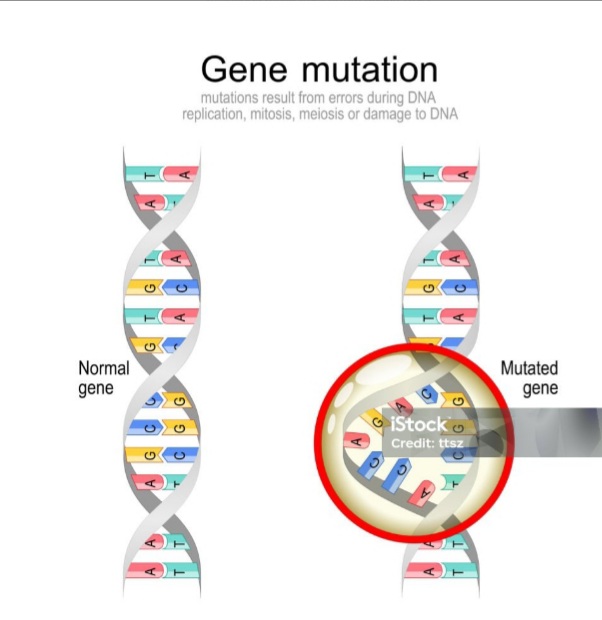 Gene mutation
mutations result from errors during DNA
replication, mitosis, meiosis or damage to DNA
T A
A
T A
G C
T A
G
Normal
gene
C G
C G
G C
A T
A T
A T
T A
A
T A
G C
T A
Mutated
gene
C G
A
G
A G
C C C
A T
A T
A T
iStock
Credit: ttsz